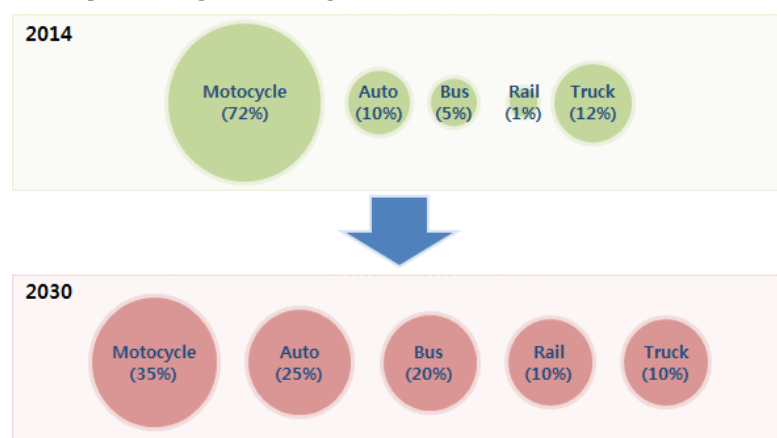 2014
Motocycle
(72%)
Auto
(10%)
Bus
(5%)
Rail
(1%)
Truck
(12%)
2030
Motocycle
(35%)
Auto
(25%)
Bus
(20%)
Rail
(10%)
Truck
(10%)